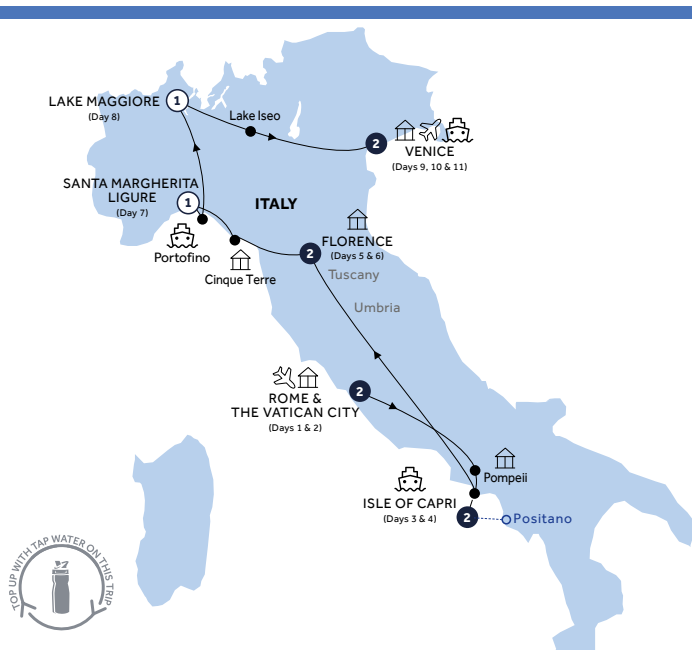 LAKE MAGGIORE
(Day 8)
1
Lake Iseo
2
VENICE
(Days 9, 10 & 11)
SANTA MARGHERITA
LIGURE
(Day 7)
1
ITALY
Portofino
Cinque Terre
2
FLORENCE
(Days 5 & 6)
Tuscany
Umbria
2
ROME &
THE VATICAN CITY
(Days 1 & 2)
Pompeii
ISLE OF CAPRI
(Days 3 & 4)
2
Positano
TOP UP WITH TAP WATER ON THIS TRIP